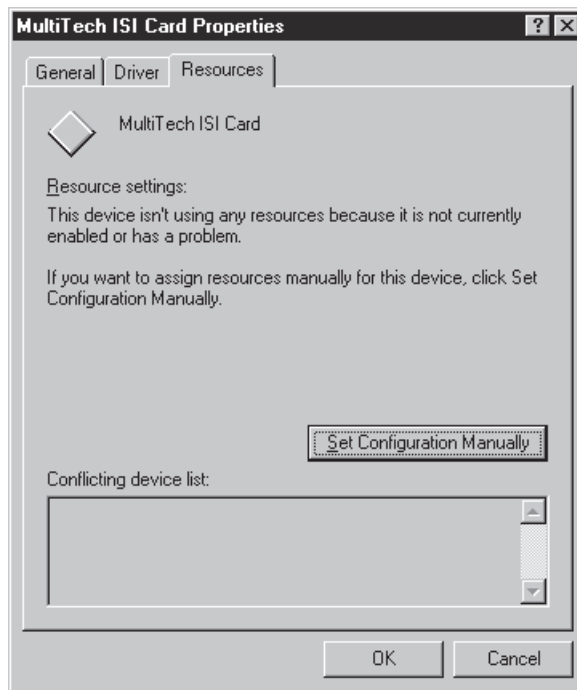 MultiTech ISI Card Properties
? X
General Driver Resources
MultiTech ISI Card
Resource settings:
This device isn't using any resources because it is not currently
enabled or has a problem.
If you want to assign resources manually for this device, click Set
Configuration Manually.
Set Configuration Manually
Conflicting device list:
OK Cancel